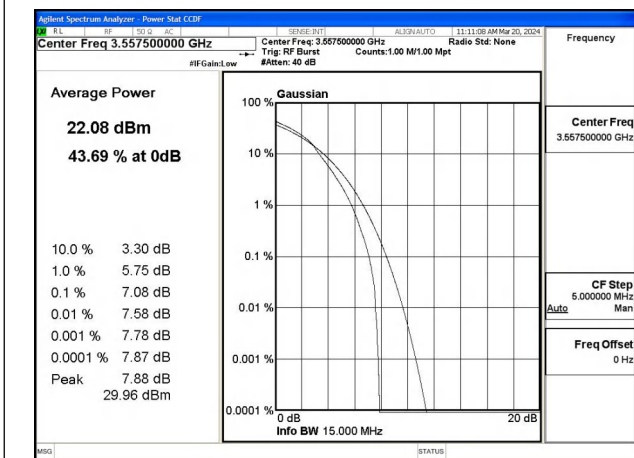 Agilent Spectrum Analyzer - Power Stat CCDF
RL RF 50 Ω AC SENSE:INT ALIGNAUTO 11:11:08 AM Mar 20, 2024
Center Freq 3.557500000 GHz
Center Freq: 3.557500000 GHz Radio Std: None
Trig: RF Burst Counts:1.00 M/1.00 Mpt
#IFGain:Low #Atten: 40 dB
Frequency
Average Power
22.08 dBm
43.69 % at 0dB
10.0 % 3.30 dB
1.0 % 5.75 dB
0.1 % 7.08 dB
0.01 % 7.58 dB
0.001 % 7.78 dB
0.0001 % 7.87 dB
Peak 7.88 dB
29.96 dBm
Gaussian
100 %
10 %
1 %
0.1 %
0.01 %
0.001 %
0.0001 %
0 dB 20 dB
Info BW 15.000 MHz
Center Freq
3.557500000 GHz
CF Step
5.000000 MHz
Auto Man
Freq Offset
0 Hz
MSG STATUS